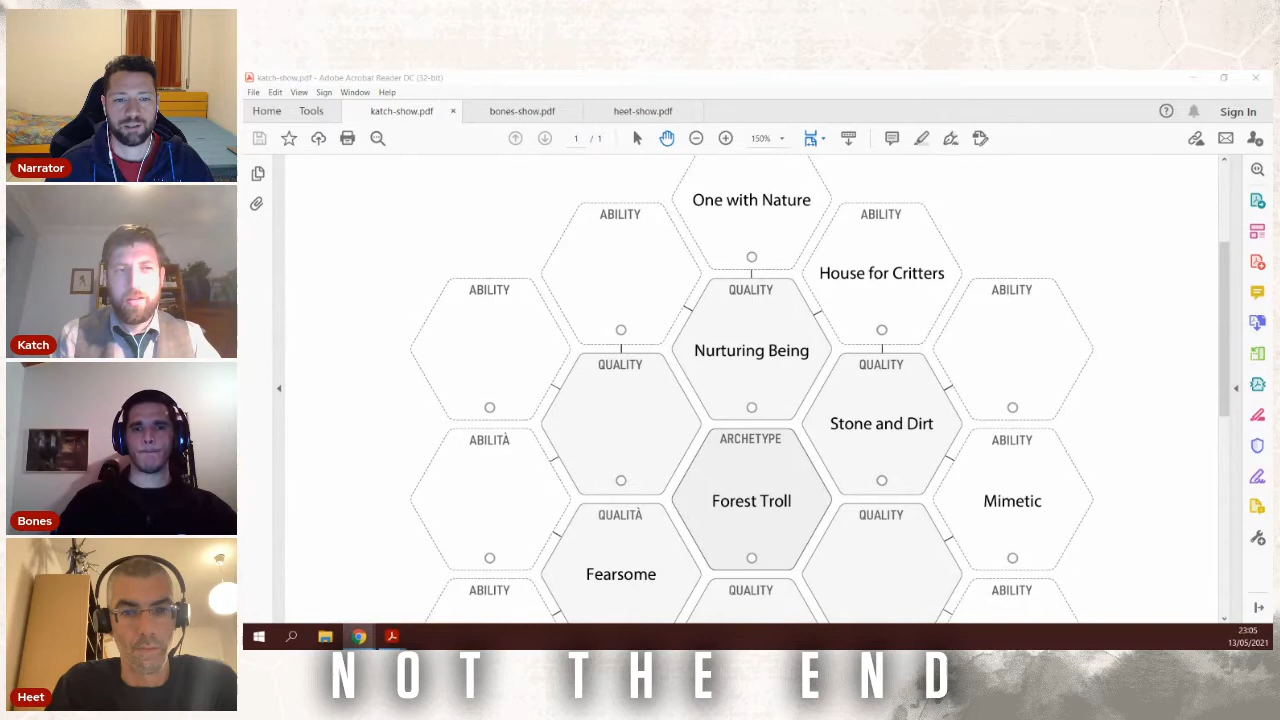 Narrator
Katch
Bones
Heet
katch-show.pdf - Adobe Acrobat Reader DC (32-bit)
File Edit View Sign Window Help
Home Tools katch-show.pdf × bones-show.pdf heet-show.pdf Sign In
1 / 1 150%
One with Nature
ABILITY ABILITY
House for Critters
ABILITY QUALITY ABILITY
Nurturing Being
QUALITY QUALITY
Stone and Dirt
ABILITÀ ARCHETYPE ABILITY
Forest Troll Mimetic
QUALITÀ QUALITY
Fearsome
ABILITY QUALITY ABILITY
23:05
13/05/2021
NOT THE END